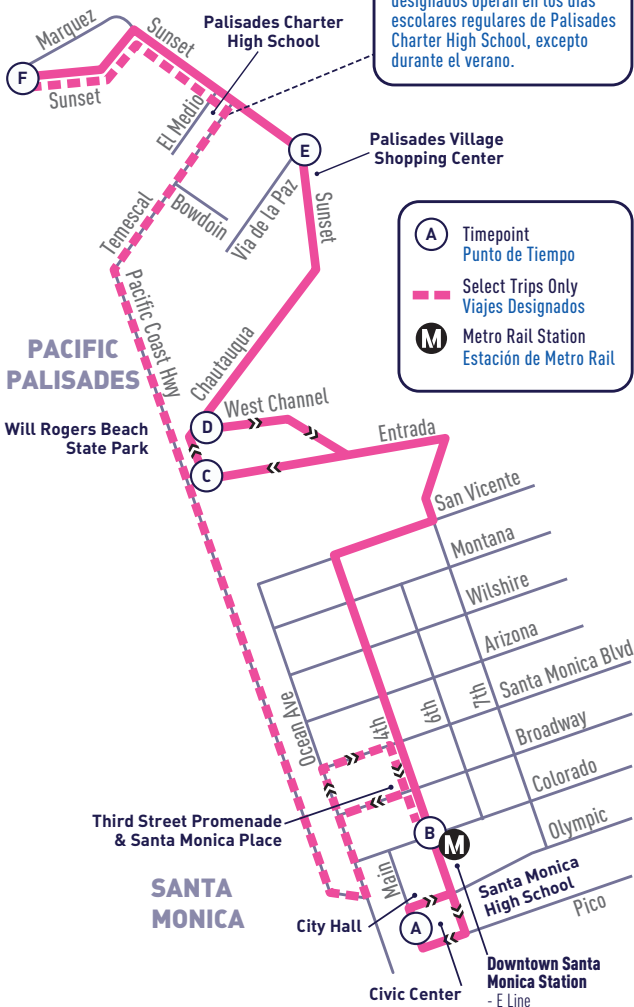 designados operan en los días
escolares regulares de Palisades
Charter High School, excepto
durante el verano.
Marquez
Sunset
Palisades Charter
High School
F
Sunset
El Medio
E
Palisades Village
Shopping Center
Temescal
Bowdoin
Via de la Paz
Sunset
A
Timepoint
Punto de Tiempo
Select Trips Only
Viajes Designados
M
Metro Rail Station
Estación de Metro Rail
Pacific Coast Hwy
PACIFIC
PALISADES
Chautauqua
Will Rogers Beach
State Park
D
West Channel
C
Entrada
San Vicente
Montana
Wilshire
Arizona
Santa Monica Blvd
Broadway
Colorado
Olympic
Pico
Ocean Ave
4th
6th
7th
Third Street Promenade
& Santa Monica Place
B
M
Main
SANTA
MONICA
City Hall
A
Santa Monica
High School
Civic Center
Downtown Santa
Monica Station
- E Line